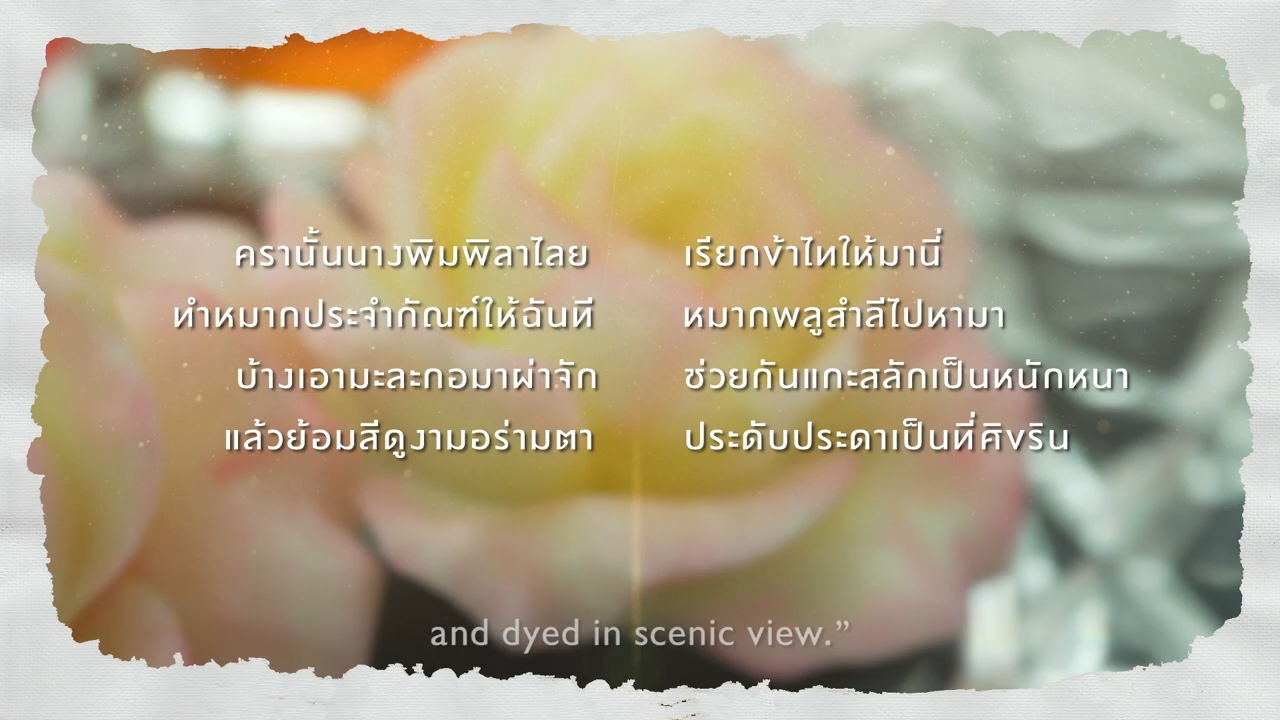 ครานั้นนางพิมพิลาไลย เรียกข้าไทให้มานี่
ทำหมากประจำกัณฑ์ให้ฉันที หมากพลูสำลีไปหามา
บ้างเอามะละกอมาผ่าจัก ช่วยกันแกะสลักเป็นหนักหนา
แล้วย้อมสีดูงามอร่ามตา ประดับประดาเป็นที่ศิขริน
and dyed in scenic view.”